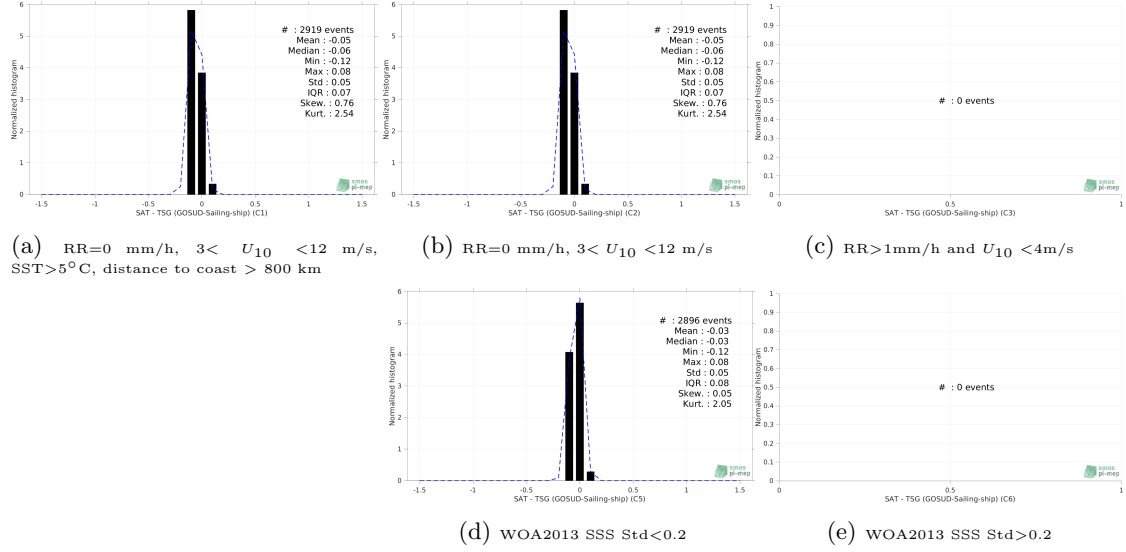 6
5
4
3
2
1
0
Normalized histogram
# : 2919 events
Mean : -0.05
Median : -0.06
Min : -0.12
Max : 0.08
Std : 0.05
IQR : 0.07
Skew. : 0.76
Kurt. : 2.54
smos
pi-mep
-1.5 -1 -0.5 0 0.5 1 1.5
SAT - TSG (GOSUD-Sailing-ship) (C1)
(a) RR=0 mm/h, 3< U10 <12 m/s,
SST>5°C, distance to coast > 800 km
6
5
4
3
2
1
0
Normalized histogram
# : 2919 events
Mean : -0.05
Median : -0.06
Min : -0.12
Max : 0.08
Std : 0.05
IQR : 0.07
Skew. : 0.76
Kurt. : 2.54
smos
pi-mep
-1.5 -1 -0.5 0 0.5 1 1.5
SAT - TSG (GOSUD-Sailing-ship) (C2)
(b) RR=0 mm/h, 3< U10 <12 m/s
1
0.9
0.8
0.7
0.6
0.5
0.4
0.3
0.2
0.1
0
Normalized histogram
# : 0 events
smos
pi-mep
0 0.5 1
SAT - TSG (GOSUD-Sailing-ship) (C3)
(c) RR>1mm/h and U10 <4m/s
6
5
4
3
2
1
0
Normalized histogram
# : 2896 events
Mean : -0.03
Median : -0.03
Min : -0.12
Max : 0.08
Std : 0.05
IQR : 0.08
Skew. : 0.05
Kurt. : 2.05
smos
pi-mep
-1.5 -1 -0.5 0 0.5 1 1.5
SAT - TSG (GOSUD-Sailing-ship) (C5)
(d) WOA2013 SSS Std<0.2
1
0.9
0.8
0.7
0.6
0.5
0.4
0.3
0.2
0.1
0
Normalized histogram
# : 0 events
smos
pi-mep
0 0.5 1
SAT - TSG (GOSUD-Sailing-ship) (C6)
(e) WOA2013 SSS Std>0.2